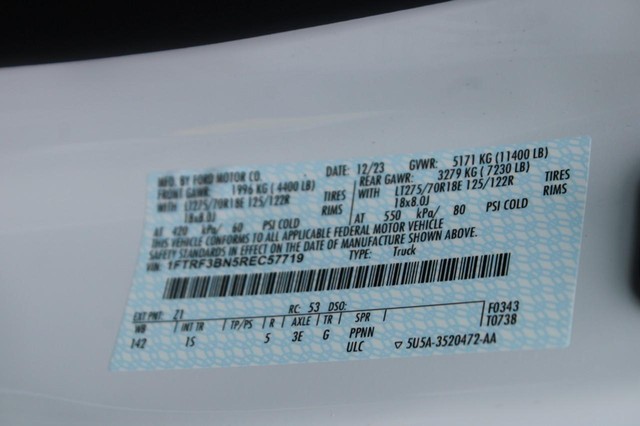 MFD. BY FORD MOTOR CO.
DATE: 12/23 GVWR: 5171 KG (11400 LB)
FRONT GAWR: 1996 KG (4400 LB)
REAR GAWR: 3279 KG (7230 LB)
WITH LT275/70R18E 125/122R TIRES
18x8.0J RIMS
WITH LT275/70R18E 125/122R TIRES
18x8.0J RIMS
AT 420 kPa/ 60 PSI COLD
AT 550 kPa/ 80 PSI COLD
THIS VEHICLE CONFORMS TO ALL APPLICABLE FEDERAL MOTOR VEHICLE
SAFETY STANDARDS IN EFFECT ON THE DATE OF MANUFACTURE SHOWN ABOVE.
VIN: 1FTRF3BN5REC57719
TYPE: Truck
EXT PNT: Z1 RC: 53 DSO: F0343
T0738
WB INT TR TP/PS R AXLE TR SPR
142 1S 5 3E G PPNN
ULC ▽ 5U5A-3520472-AA